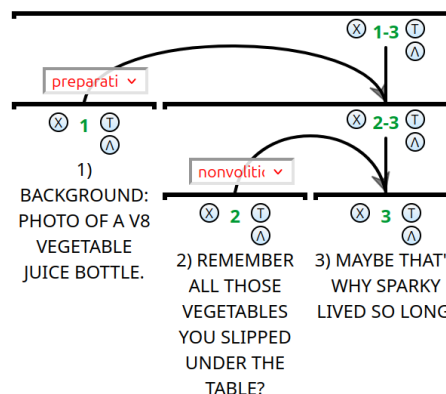 X 1-3 T
Λ
preparati
X 1 T
Λ
X 2-3 T
Λ
1)
BACKGROUND:
PHOTO OF A V8
VEGETABLE
JUICE BOTTLE.
nonvolitic
X 2 T
Λ
X 3 T
Λ
2) REMEMBER
ALL THOSE
VEGETABLES
YOU SLIPPED
UNDER THE
TABLE?
3) MAYBE THAT'
WHY SPARKY
LIVED SO LONG